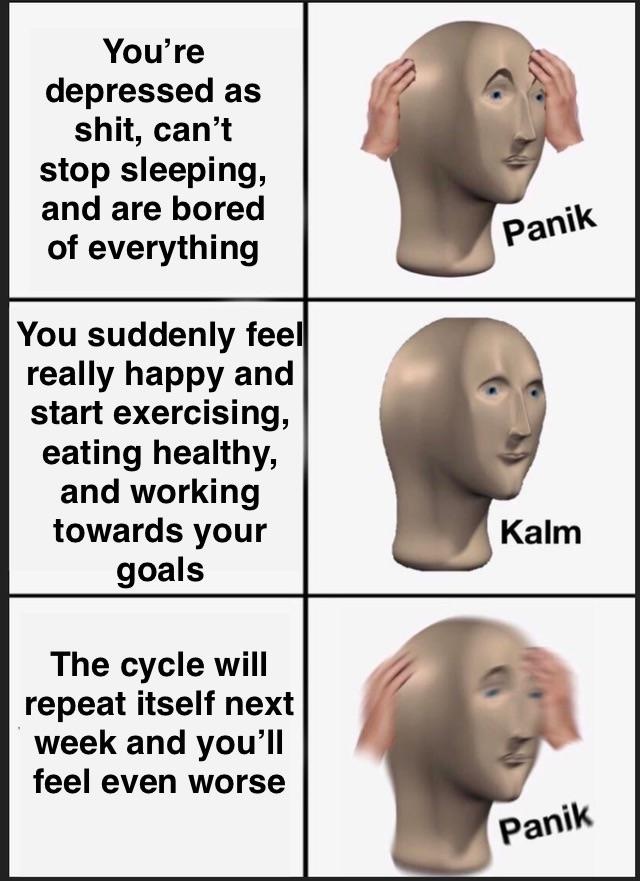 You’re
depressed as
shit, can’t
stop sleeping,
and are bored
of everything
Panik
You suddenly feel
really happy and
start exercising,
eating healthy,
and working
towards your
goals
Kalm
The cycle will
repeat itself next
week and you’ll
feel even worse
Panik